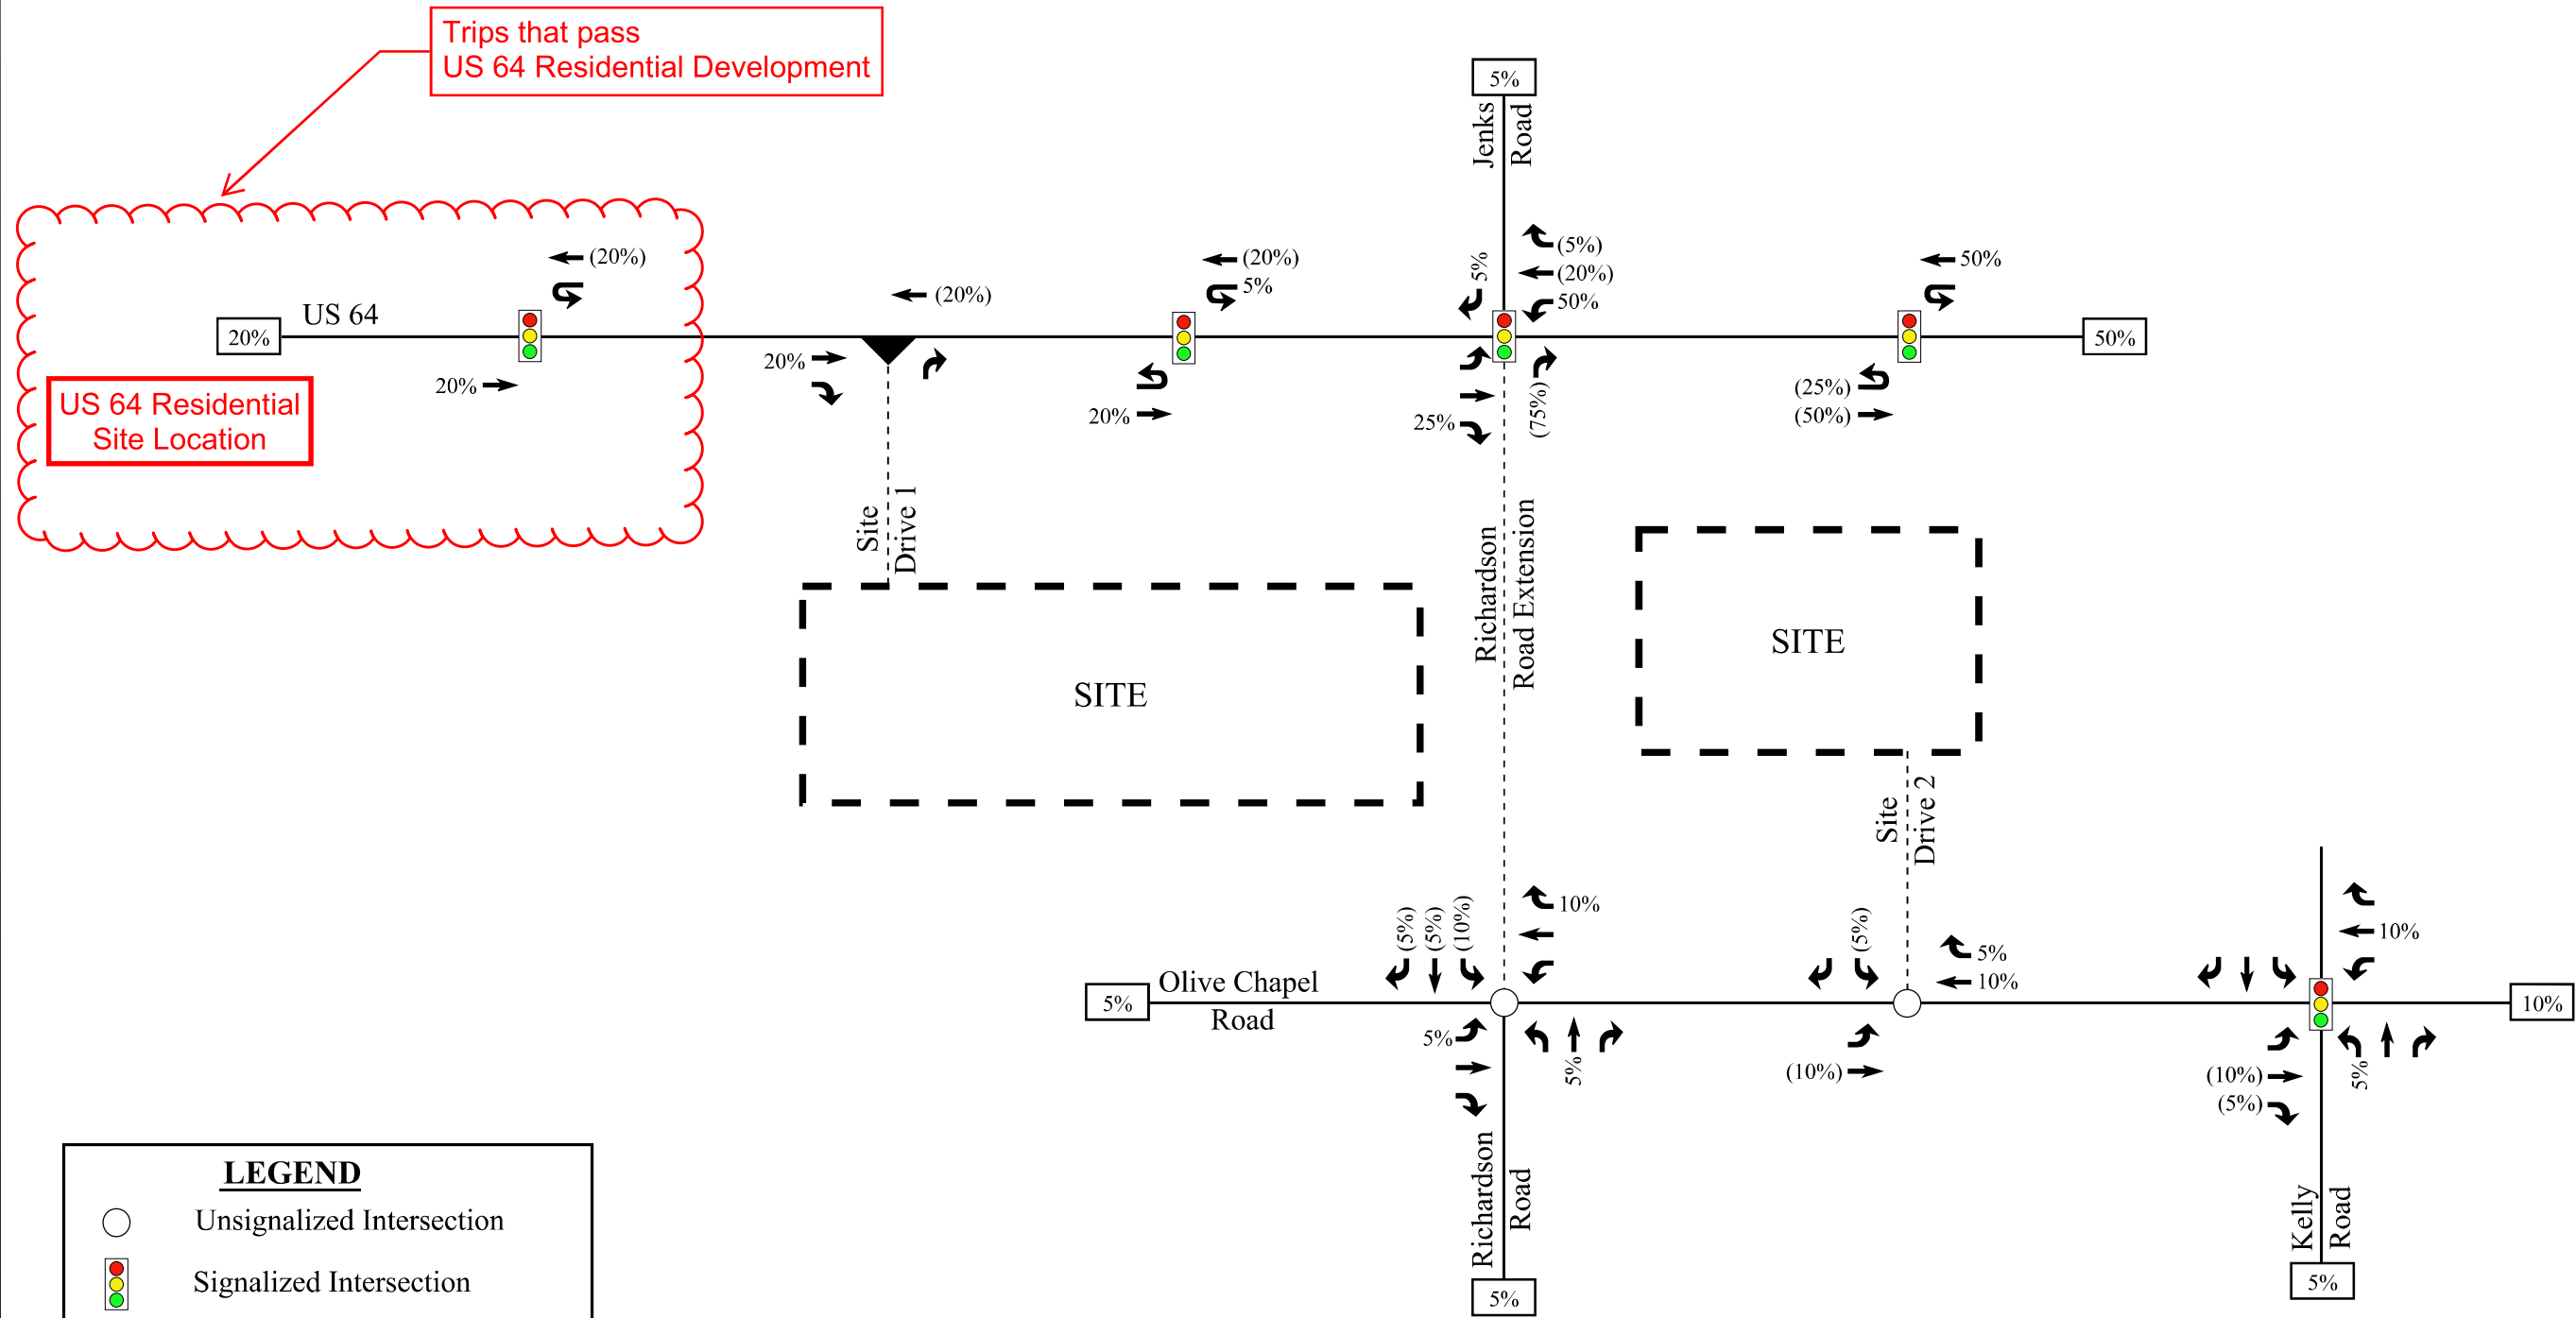 Trips that pass
US 64 Residential Development
5%
Jenks
Road
(20%)
US 64
20%
20%
US 64 Residential
Site Location
(20%)
20%
Site
Drive 1
(20%)
5%
20%
5%
(5%)
(20%)
50%
25%
(75%)
50%
(25%)
(50%)
50%
Richardson
Road Extension
SITE
SITE
Site
Drive 2
(5%)
(5%)
(10%)
10%
5%
Olive Chapel
Road
5%
5%
(5%)
5%
10%
(10%)
10%
10%
(10%)
(5%)
5%
Richardson
Road
5%
Kelly
Road
5%
LEGEND
Unsignalized Intersection
Signalized Intersection